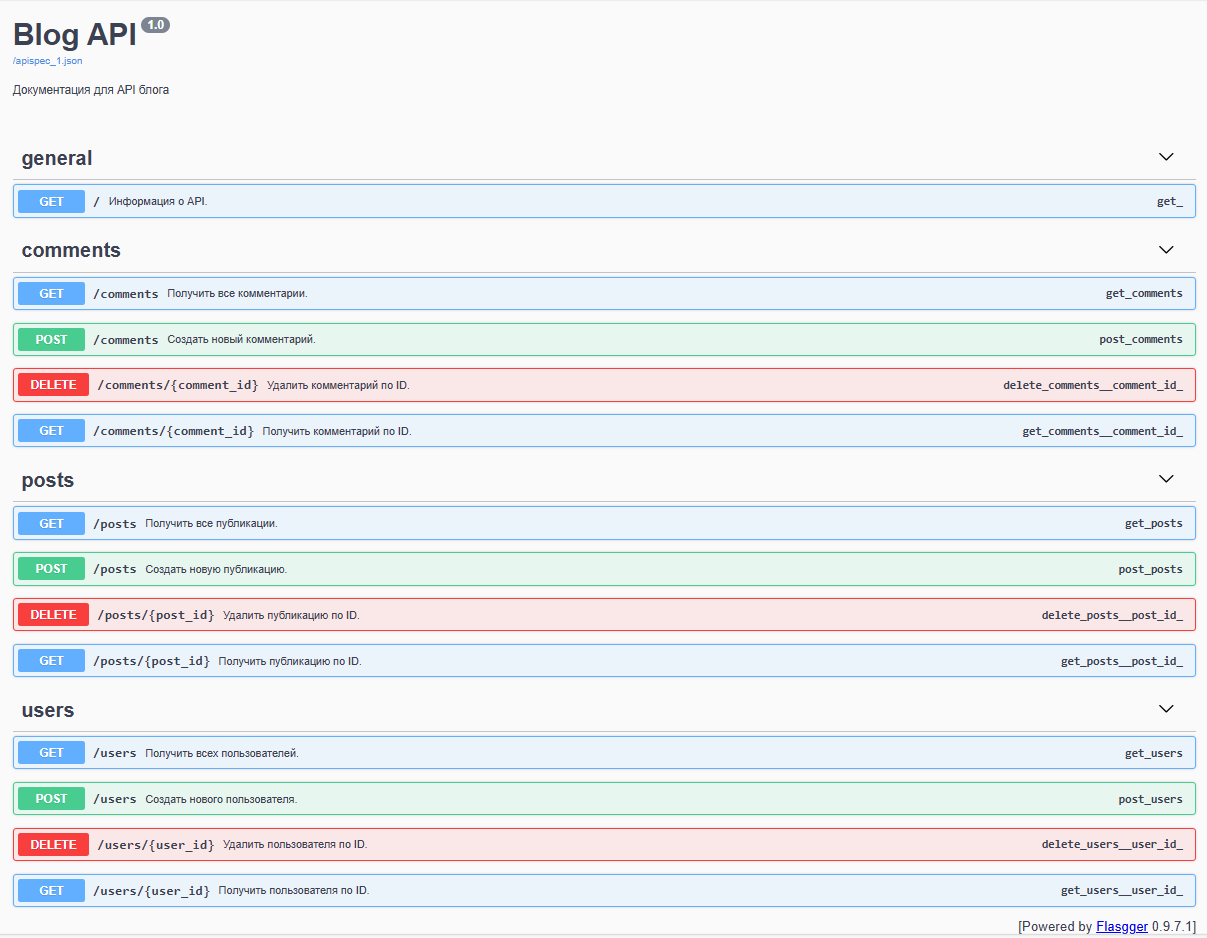 Blog API 1.0
/apispec_1.json
Документация для API блога
general
GET / Информация о API. get_
comments
GET /comments Получить все комментарии. get_comments
POST /comments Создать новый комментарий. post_comments
DELETE /comments/{comment_id} Удалить комментарий по ID. delete_comments__comment_id_
GET /comments/{comment_id} Получить комментарий по ID. get_comments__comment_id_
posts
GET /posts Получить все публикации. get_posts
POST /posts Создать новую публикацию. post_posts
DELETE /posts/{post_id} Удалить публикацию по ID. delete_posts__post_id_
GET /posts/{post_id} Получить публикацию по ID. get_posts__post_id_
users
GET /users Получить всех пользователей. get_users
POST /users Создать нового пользователя. post_users
DELETE /users/{user_id} Удалить пользователя по ID. delete_users__user_id_
GET /users/{user_id} Получить пользователя по ID. get_users__user_id_
[Powered by Flasgger 0.9.7.1]